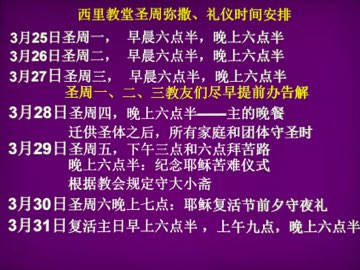 西里教堂圣周弥撒、礼仪时间安排
3月25日圣周一， 早晨六点半，晚上六点半
3月26日圣周二， 早晨六点半，晚上六点半
3月27日圣周三， 早晨六点半，晚上六点半
圣周一、二、三教友们尽早提前办告解
3月28日圣周四，晚上六点半——主的晚餐
迁供圣体之后，所有家庭和团体守圣时
3月29日圣周五，下午三点和六点拜苦路
晚上六点半：纪念耶稣苦难仪式
根据教会规定守大小斋
3月30日圣周六晚上七点：耶稣复活节前夕守夜礼
3月31日复活主日早上六点半，上午九点，晚上六点半